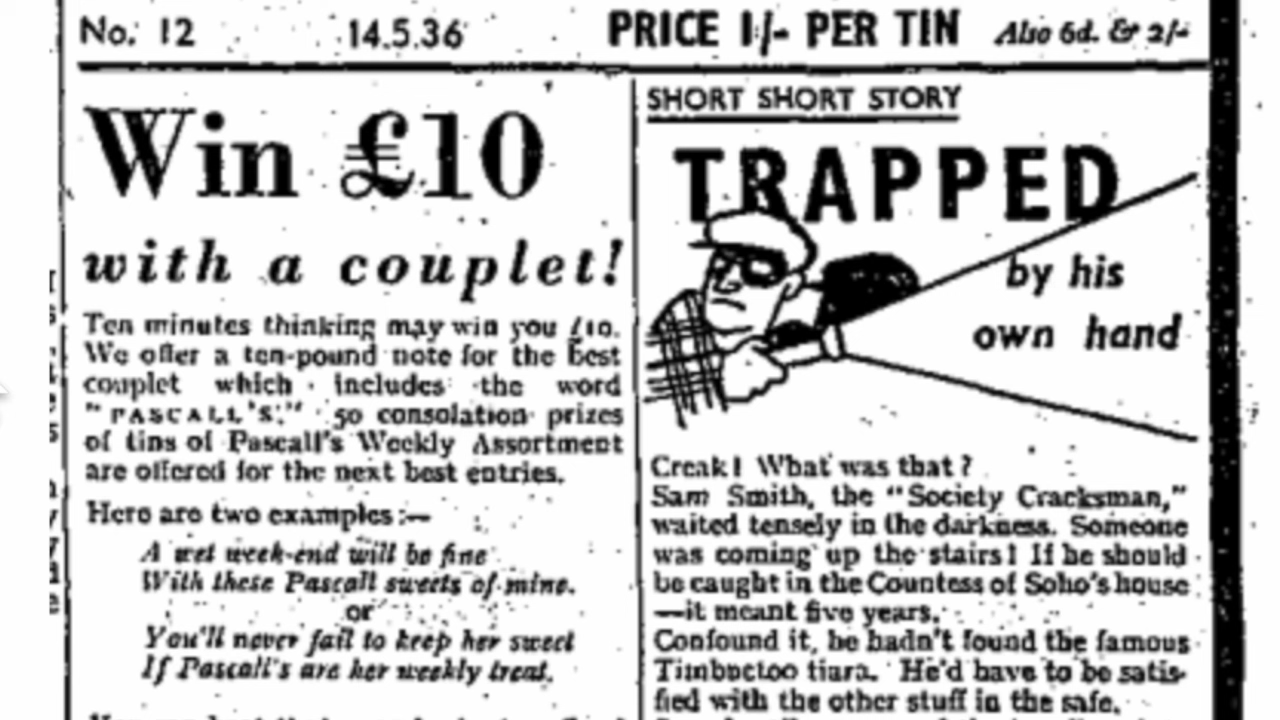 No. 12 14.5.36 PRICE 1/- PER TIN Also 6d. & 2/-
Win £10
with a couplet!
Ten minutes thinking may win you £10.
We offer a ten-pound note for the best
couplet which includes the word
"PASCALL'S." 50 consolation prizes
of tins of Pascall's Weekly Assortment
are offered for the next best entries.
Here are two examples:—
A wet week-end will be fine
With these Pascall sweets of mine.
or
You'll never fail to keep her sweet
If Pascall's are her weekly treat.
SHORT SHORT STORY
TRAPPED
by his
own hand
Creak! What was that?
Sam Smith, the "Society Cracksman,"
waited tensely in the darkness. Someone
was coming up the stairs! If he should
be caught in the Countess of Soho's house
—it meant five years.
Confound it, he hadn't found the famous
Timbuctoo tiara. He'd have to be satis-
fied with the other stuff in the safe.